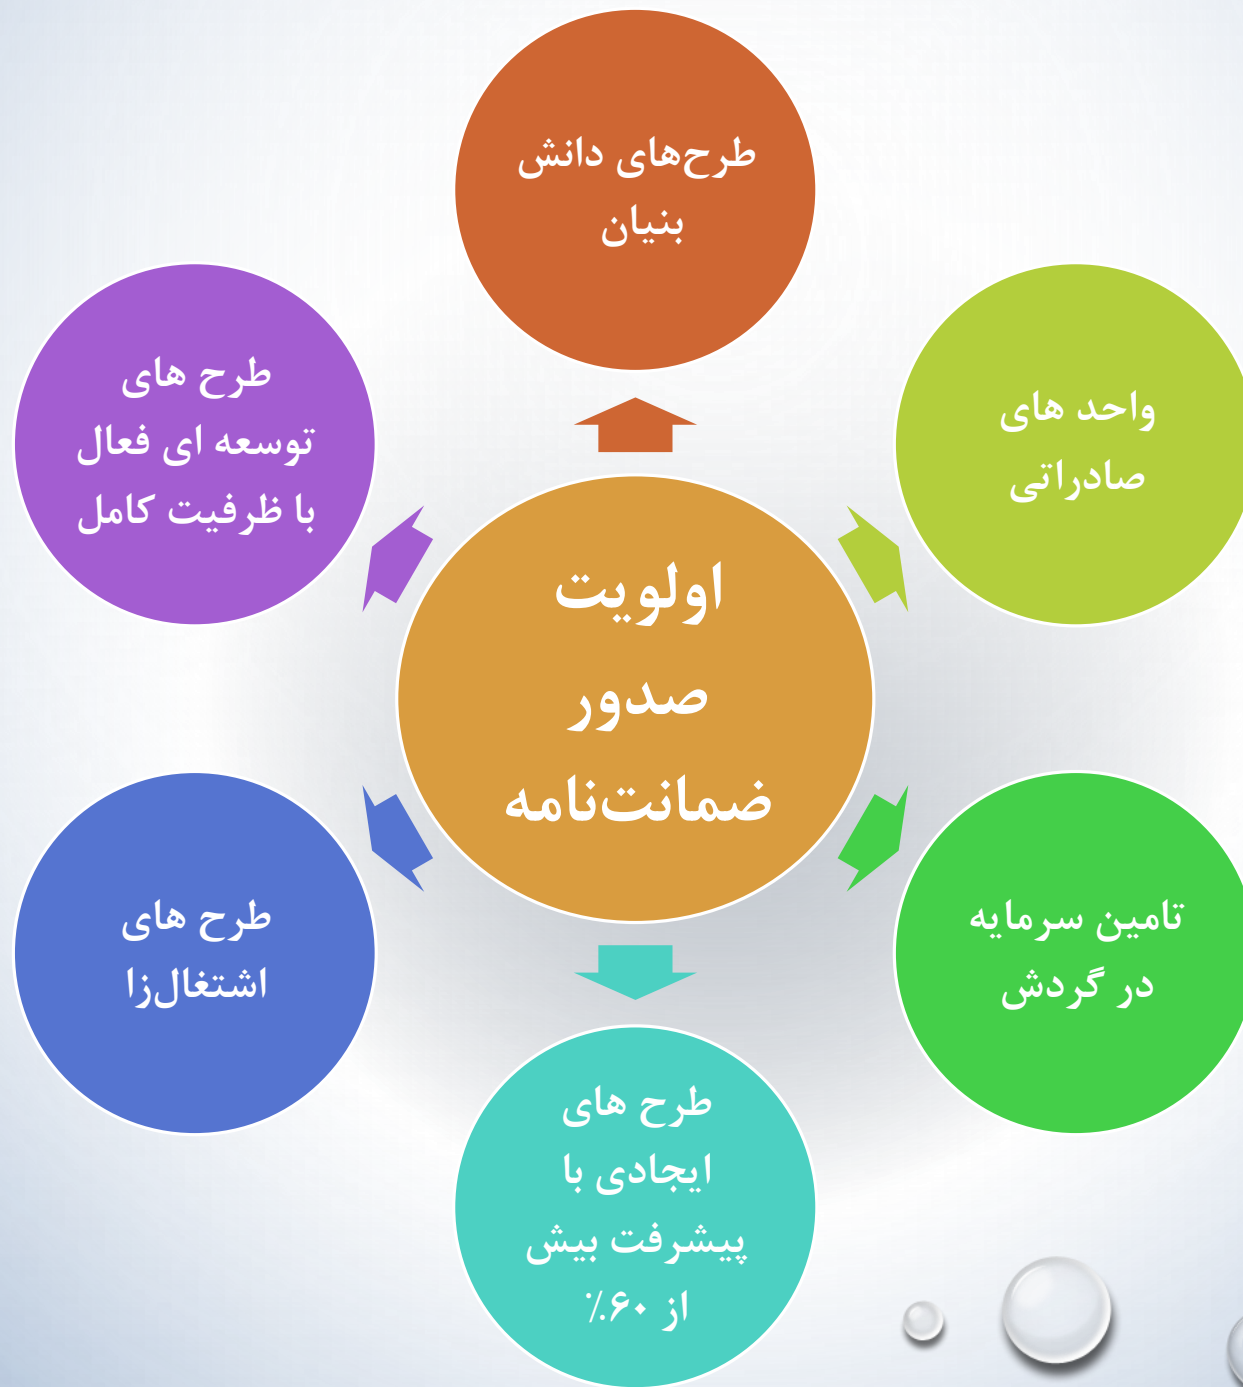 طرح‌های دانش
بنیان
واحد های
صادراتی
تامین سرمایه
در گردش
طرح های
ایجادی با
پیشرفت بیش
از ۶۰٪
طرح های
اشتغال‌زا
طرح های
توسعه ای فعال
با ظرفیت کامل
اولویت
صدور
ضمانت‌نامه